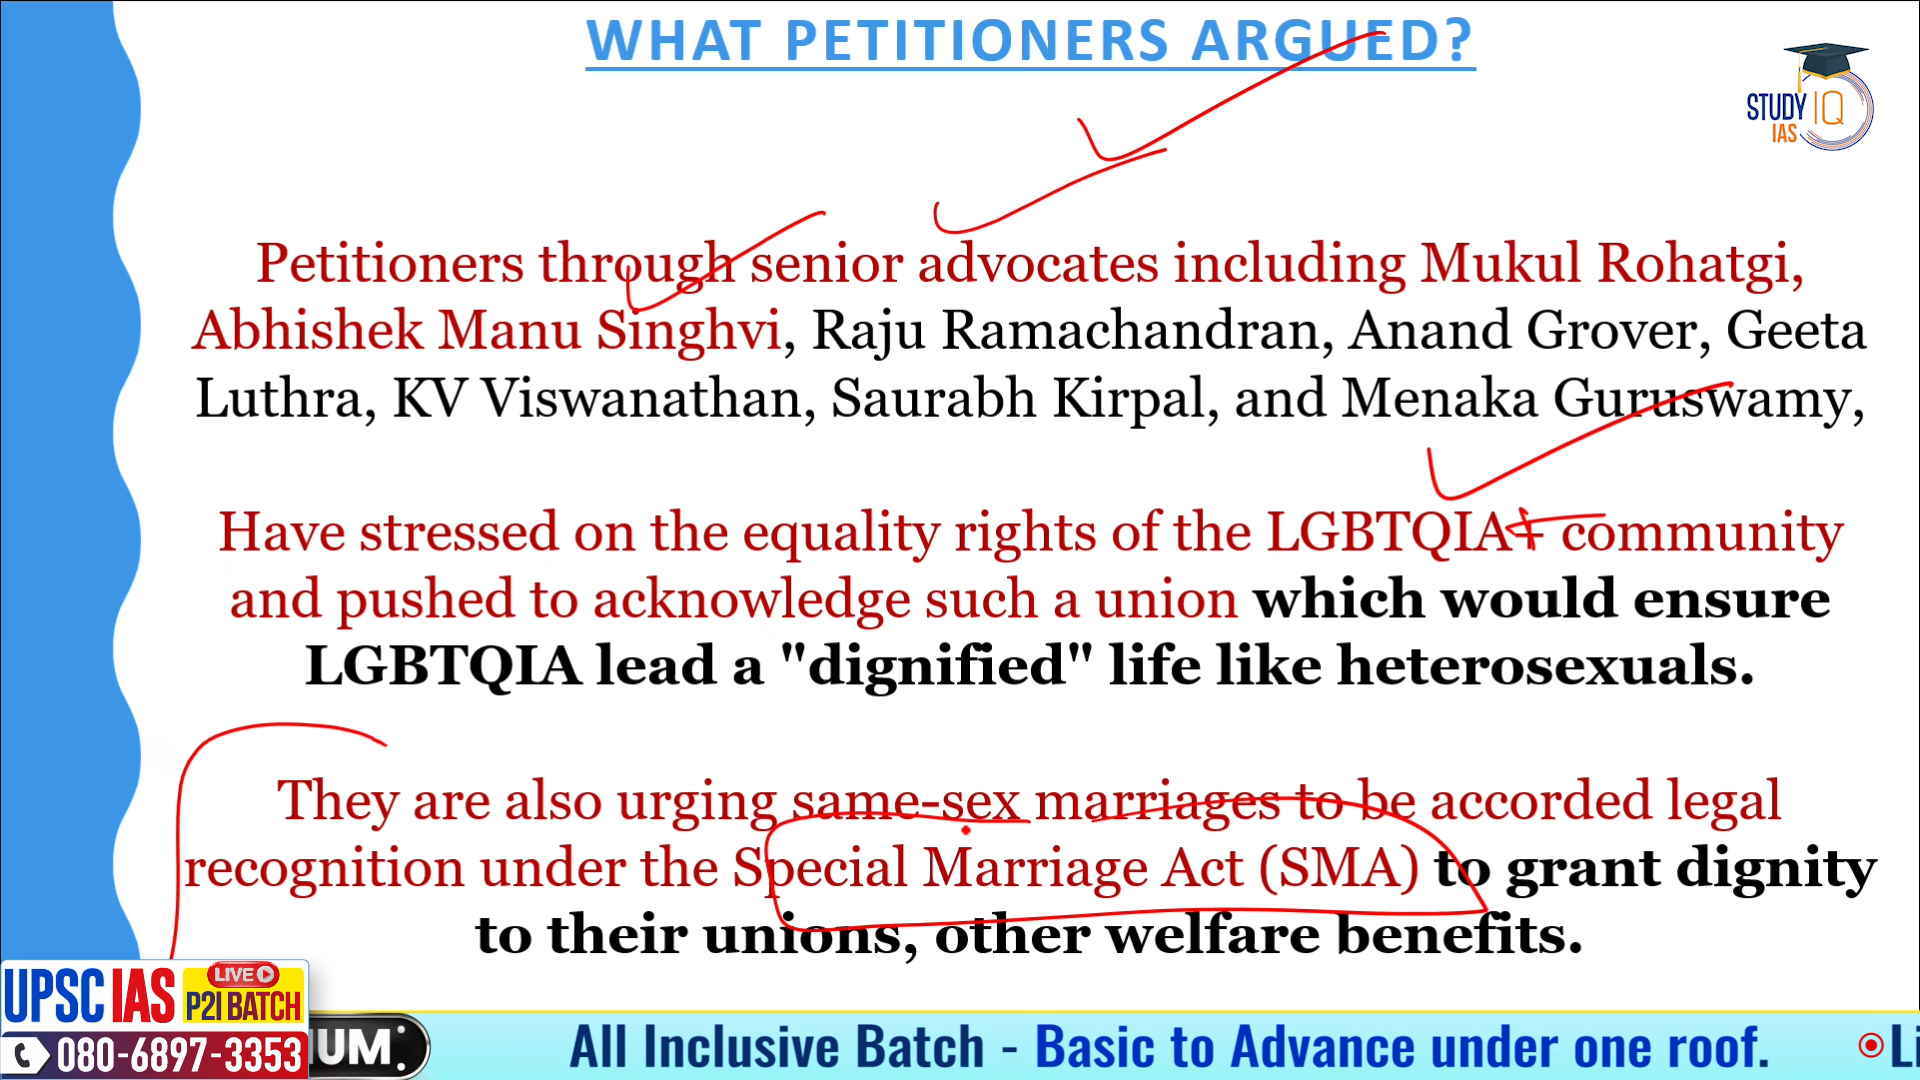 WHAT PETITIONERS ARGUED?
STUDY IQ
IAS
Petitioners through senior advocates including Mukul Rohatgi,
Abhishek Manu Singhvi, Raju Ramachandran, Anand Grover, Geeta
Luthra, KV Viswanathan, Saurabh Kirpal, and Menaka Guruswamy,
Have stressed on the equality rights of the LGBTQIA+ community
and pushed to acknowledge such a union which would ensure
LGBTQIA lead a "dignified" life like heterosexuals.
They are also urging same-sex marriages to be accorded legal
recognition under the Special Marriage Act (SMA) to grant dignity
to their unions, other welfare benefits.
UPSC IAS LIVE
P2I BATCH
080-6897-3353
All Inclusive Batch - Basic to Advance under one roof.